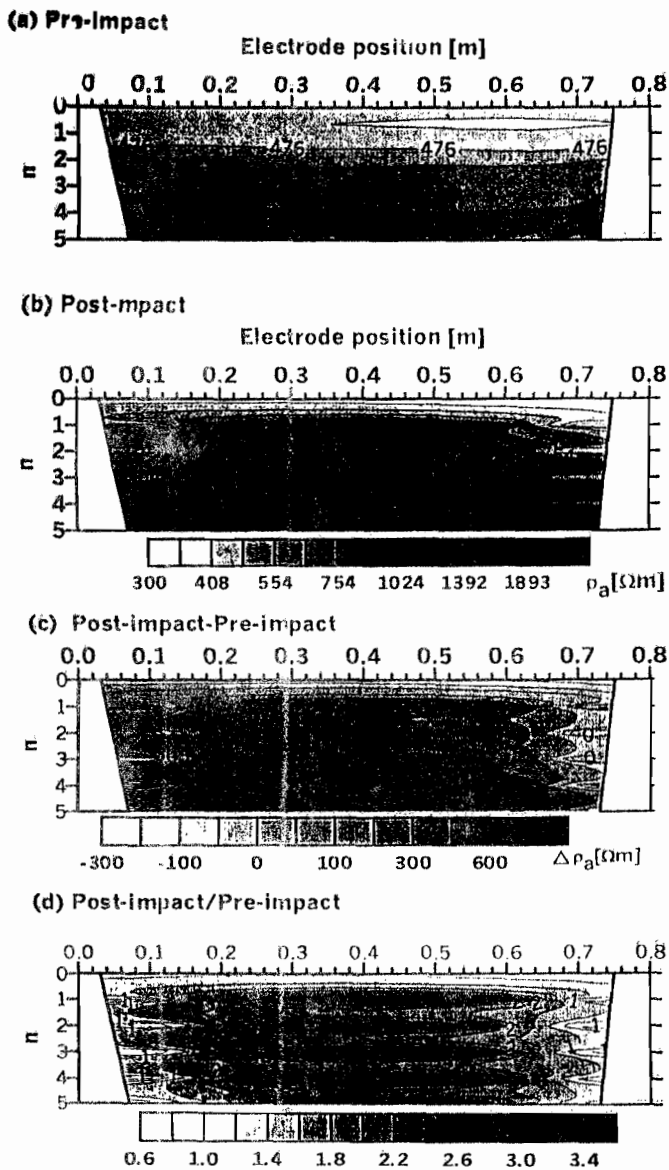 (a) Pre-Impact
Electrode position [m]
0 0.1 0.2 0.3 0.4 0.5 0.6 0.7 0.8
0
1
2
3
4
5
n
476 476 476
(b) Post-mpact
Electrode position [m]
0.0 0.1 0.2 0.3 0.4 0.5 0.6 0.7 0.8
0
1
2
3
4
5
n
300 408 554 754 1024 1392 1893 ρa[Ωm]
(c) Post-impact-Pre-impact
0.0 0.1 0.2 0.3 0.4 0.5 0.6 0.7 0.8
0
1
2
3
4
5
n
0
0
-300 -100 0 100 300 600 △ρa[Ωm]
(d) Post-impact/Pre-impact
0.0 0.1 0.2 0.3 0.4 0.5 0.6 0.7 0.8
0
1
2
3
4
5
n
0.6 1.0 1.4 1.8 2.2 2.6 3.0 3.4